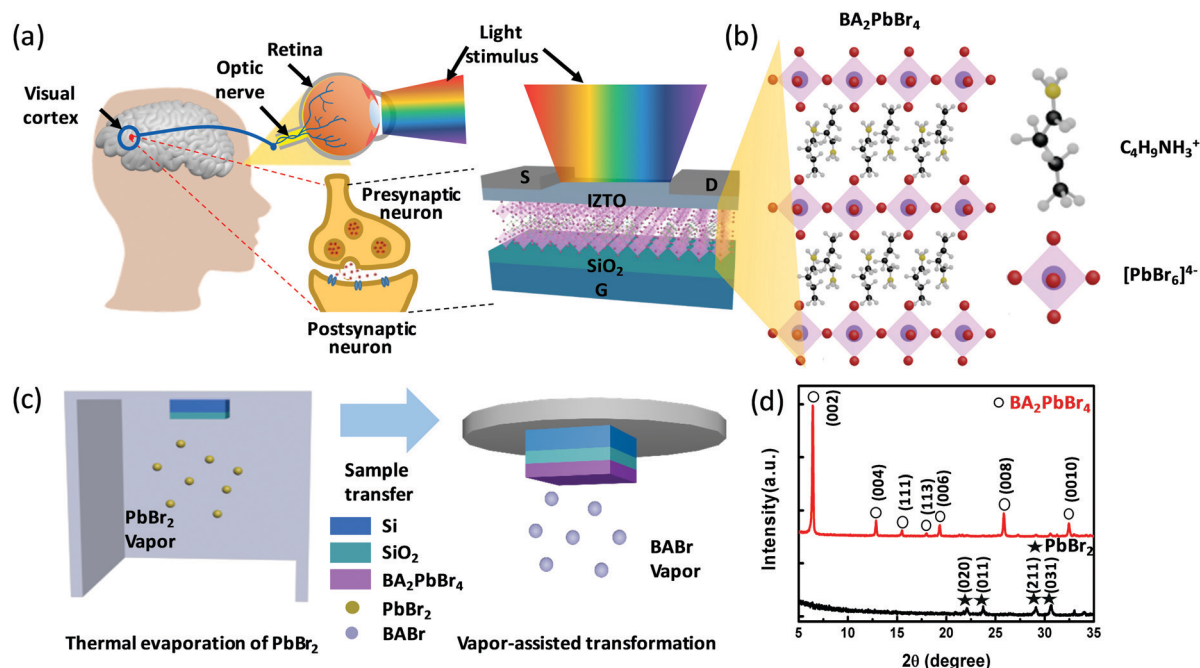 (a)
Visual
cortex
Optic
nerve
Retina
Light
stimulus
Presynaptic
neuron
Postsynaptic
neuron
S
D
IZTO
SiO₂
G
(b)
BA₂PbBr₄
C₄H₉NH₃⁺
[PbBr₆]⁴⁻
(c)
PbBr₂
Vapor
Thermal evaporation of PbBr₂
Sample
transfer
Si
SiO₂
BA₂PbBr₄
PbBr₂
BABr
BABr
Vapor
Vapor-assisted transformation
(d)
Intensity(a.u.)
○ BA₂PbBr₄
(002)
(004)
(111)
(113)
(006)
(008)
(0010)
★ PbBr₂
(020)
(011)
(211)
(031)
5 10 15 20 25 30 35
2θ (degree)